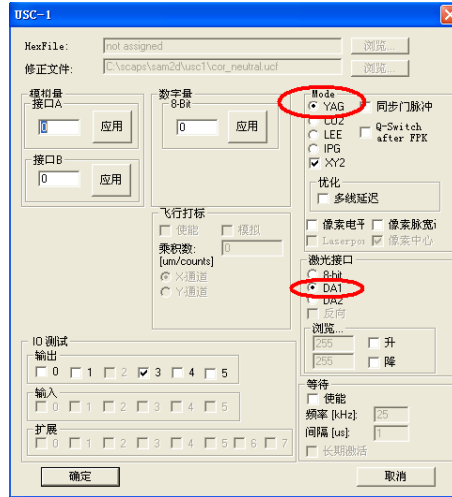 USC-1
HexFile: not assigned 浏览...
修正文件: C:\scaps\sam2d\usc1\cor_neutral.ucf 浏览...
模拟量
接口A
0 应用
接口B
0 应用
数字量
8-Bit
0 应用
飞行打标
使能 模拟
乘积数: 0
[um/counts]
X-通道
Y-通道
Mode
YAG 同步门脉冲
CO2 Q-Switch
LEE after FPK
IPG
XY2
优化
多线延迟
像素电平 像素脉宽
Laserpoi 像素中心
激光接口
8-bit
DA1
DA2
反向
浏览...
255 升
255 降
IO 测试
输出
0 1 2 3 4 5
输入
0 1 2 3 4 5
扩展
0 1 2 3 4 5 6 7
等待
使能
频率 [kHz]: 25
间隔 [us]: 1
长期激活
确定 取消